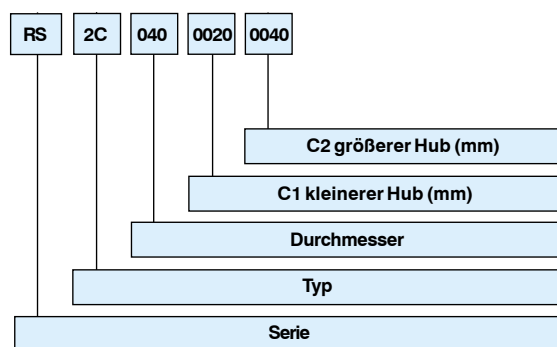 RS 2C 040 0020 0040
C2 größerer Hub (mm)
C1 kleinerer Hub (mm)
Durchmesser
Typ
Serie